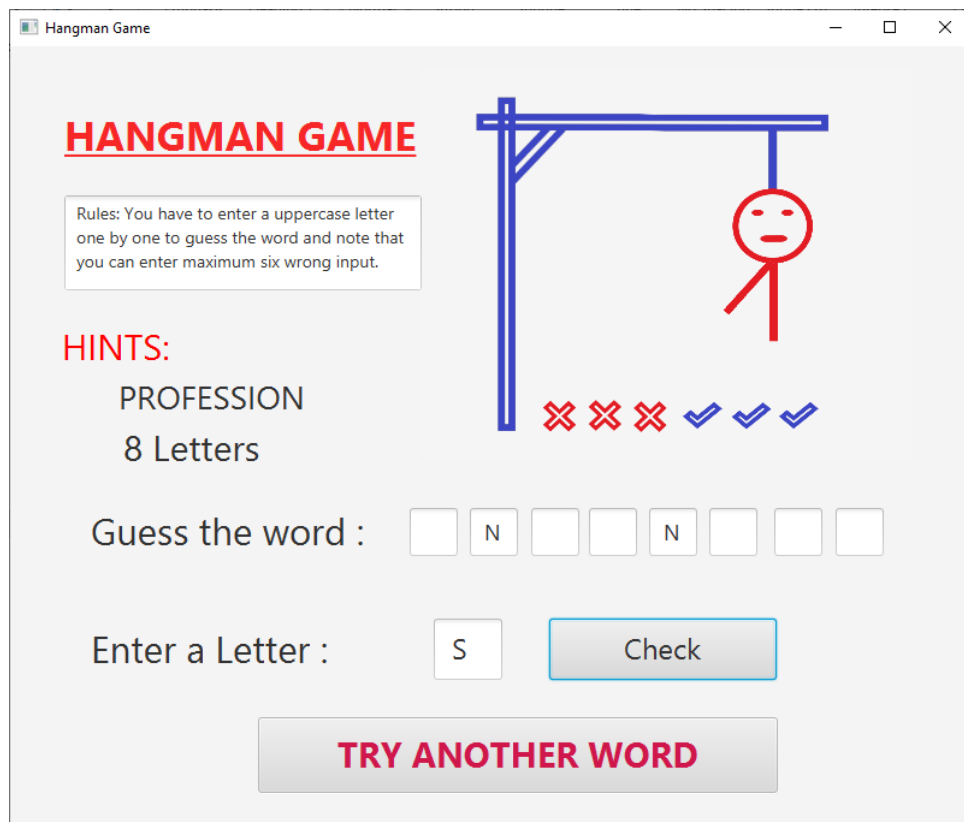 Hangman Game
HANGMAN GAME
Rules: You have to enter a uppercase letter
one by one to guess the word and note that
you can enter maximum six wrong input.
HINTS:
PROFESSION
8 Letters
Guess the word : N N
Enter a Letter : S Check
TRY ANOTHER WORD